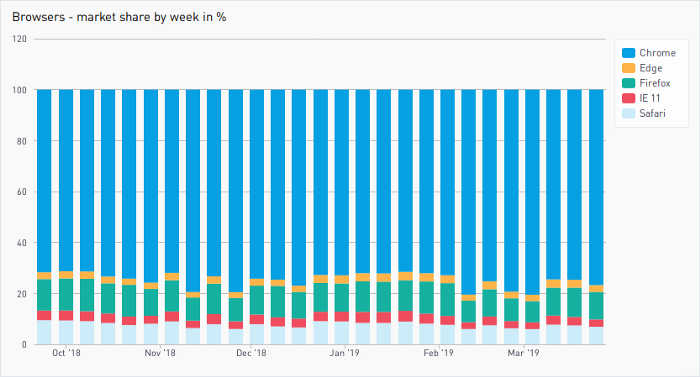 Browsers - market share by week in %
120
100
80
60
40
20
0
Oct '18 Nov '18 Dec '18 Jan '19 Feb '19 Mar '19
Chrome
Edge
Firefox
IE 11
Safari